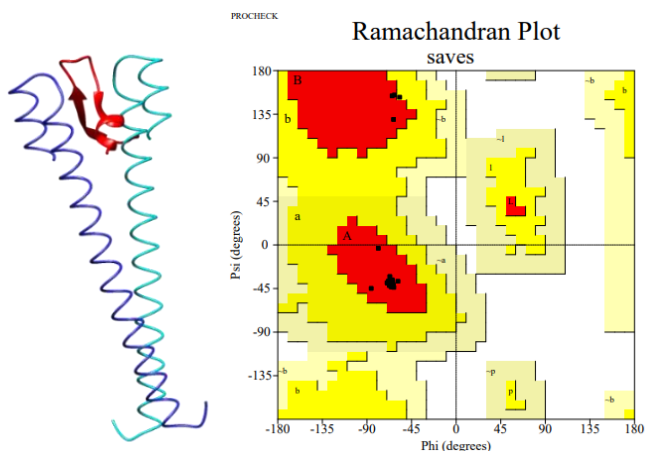 PROCHECK
Ramachandran Plot
saves
B
~b
b
b
~b
~l
l
L
a
A
~a
~b
b
~p
p
~b
b
~b
180
135
90
45
0
-45
-90
-135
Psi (degrees)
-180 -135 -90 -45 0 45 90 135 180
Phi (degrees)